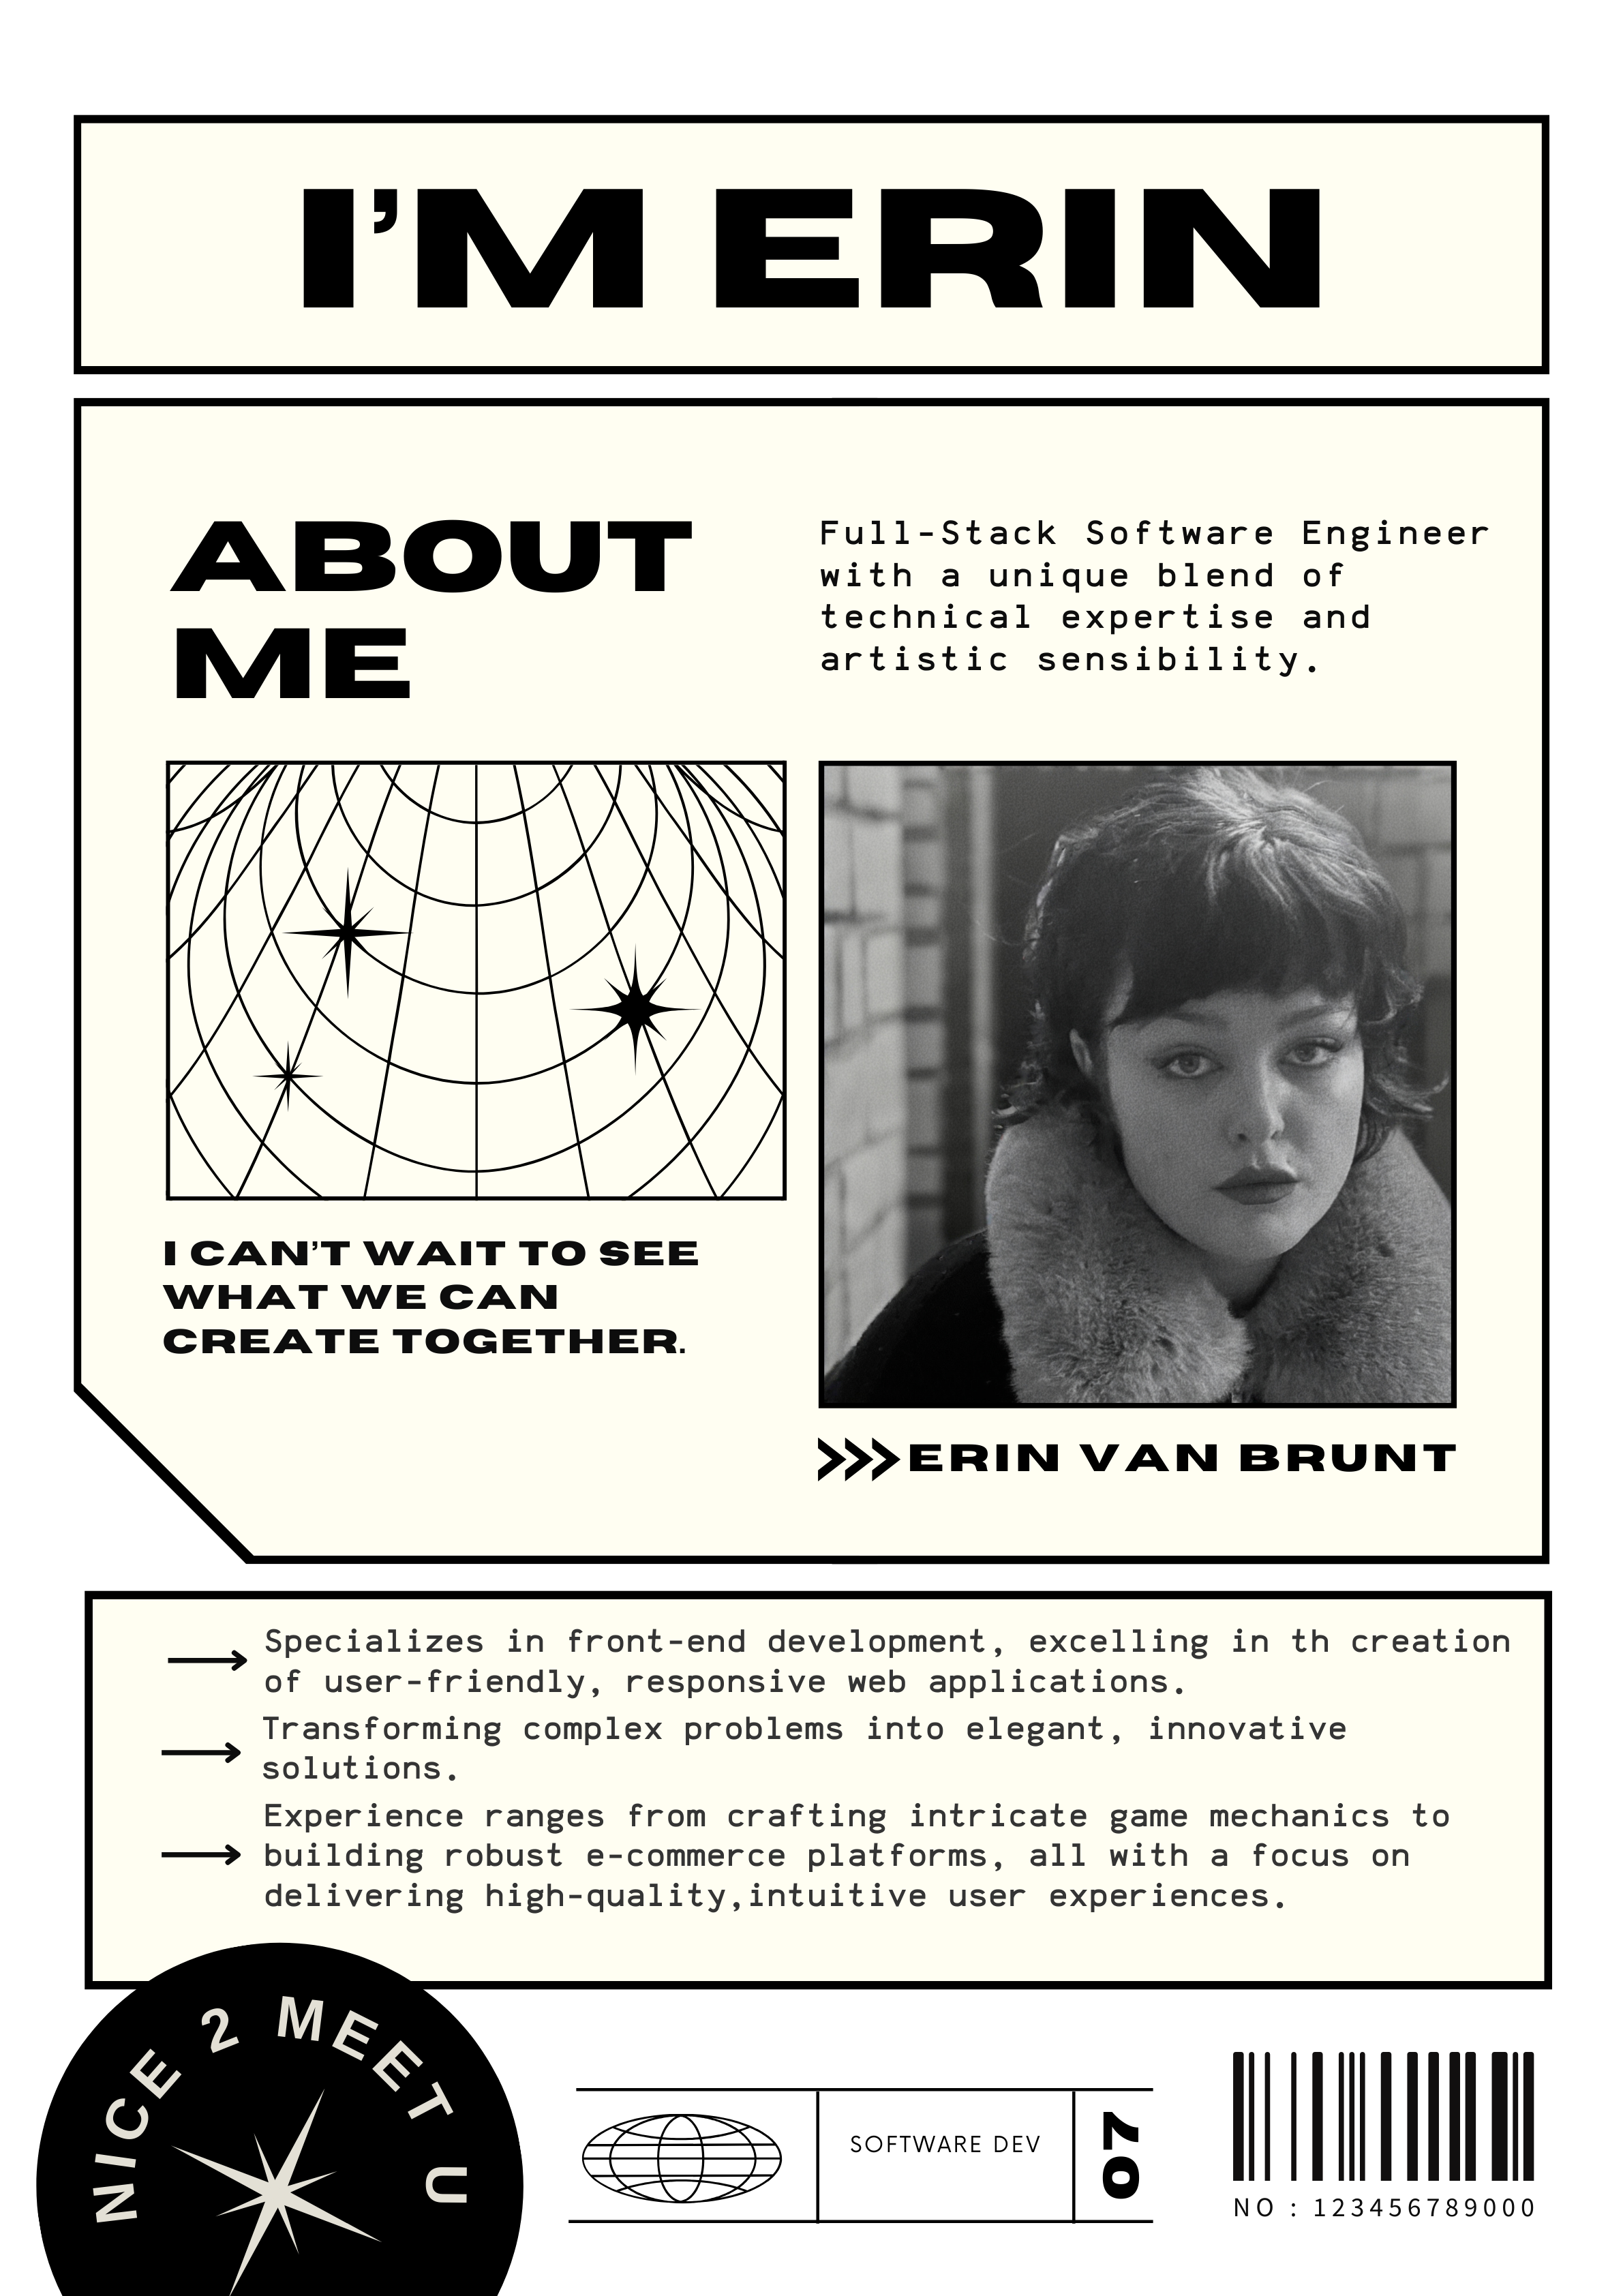 I’M ERIN
ABOUT
ME
Full-Stack Software Engineer
with a unique blend of
technical expertise and
artistic sensibility.
I CAN’T WAIT TO SEE
WHAT WE CAN
CREATE TOGETHER.
ERIN VAN BRUNT
Specializes in front-end development, excelling in th creation
of user-friendly, responsive web applications.
Transforming complex problems into elegant, innovative
solutions.
Experience ranges from crafting intricate game mechanics to
building robust e-commerce platforms, all with a focus on
delivering high-quality,intuitive user experiences.
NICE 2 MEET U
SOFTWARE DEV
07
NO : 123456789000